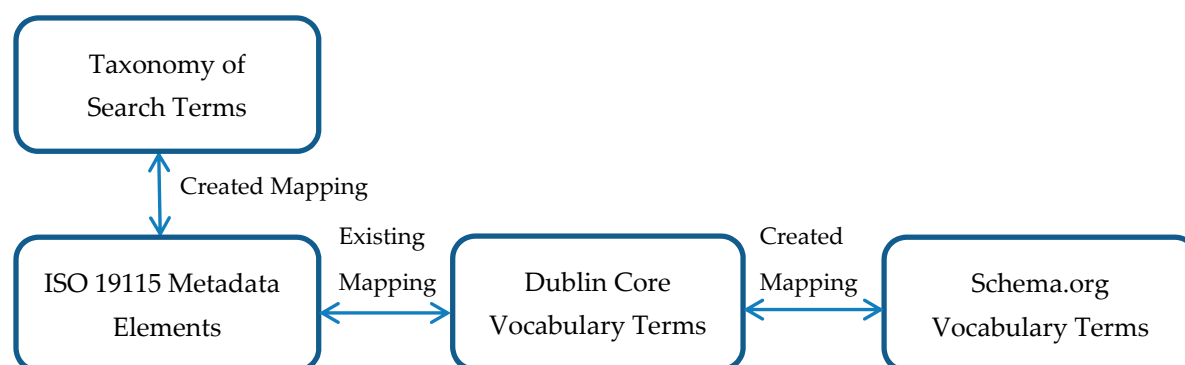 Taxonomy of
Search Terms
Created Mapping
ISO 19115 Metadata
Elements
Existing
Mapping
Dublin Core
Vocabulary Terms
Created
Mapping
Schema.org
Vocabulary Terms